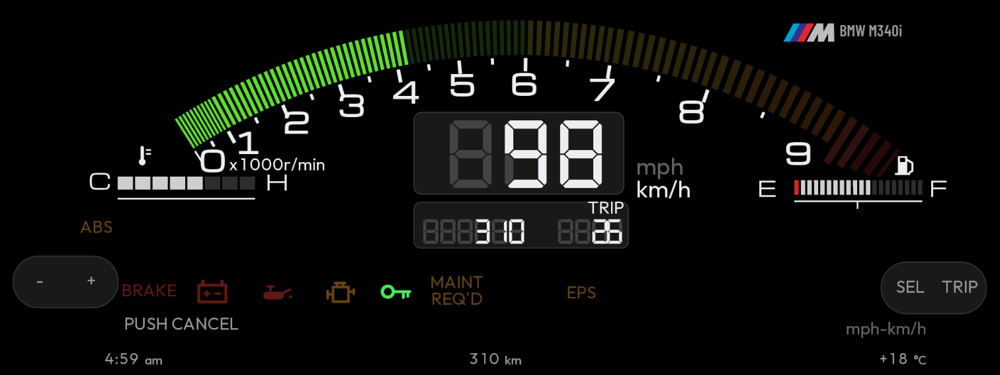 M BMW M340i
0 1 2 3 4 5 6 7 8 9
x1000r/min
C H
98
mph
km/h
E F
TRIP
310 26
ABS
- +
BRAKE
MAINT
REQ'D
EPS
SEL TRIP
PUSH CANCEL
mph-km/h
4:59 am
310 km
+18 °C